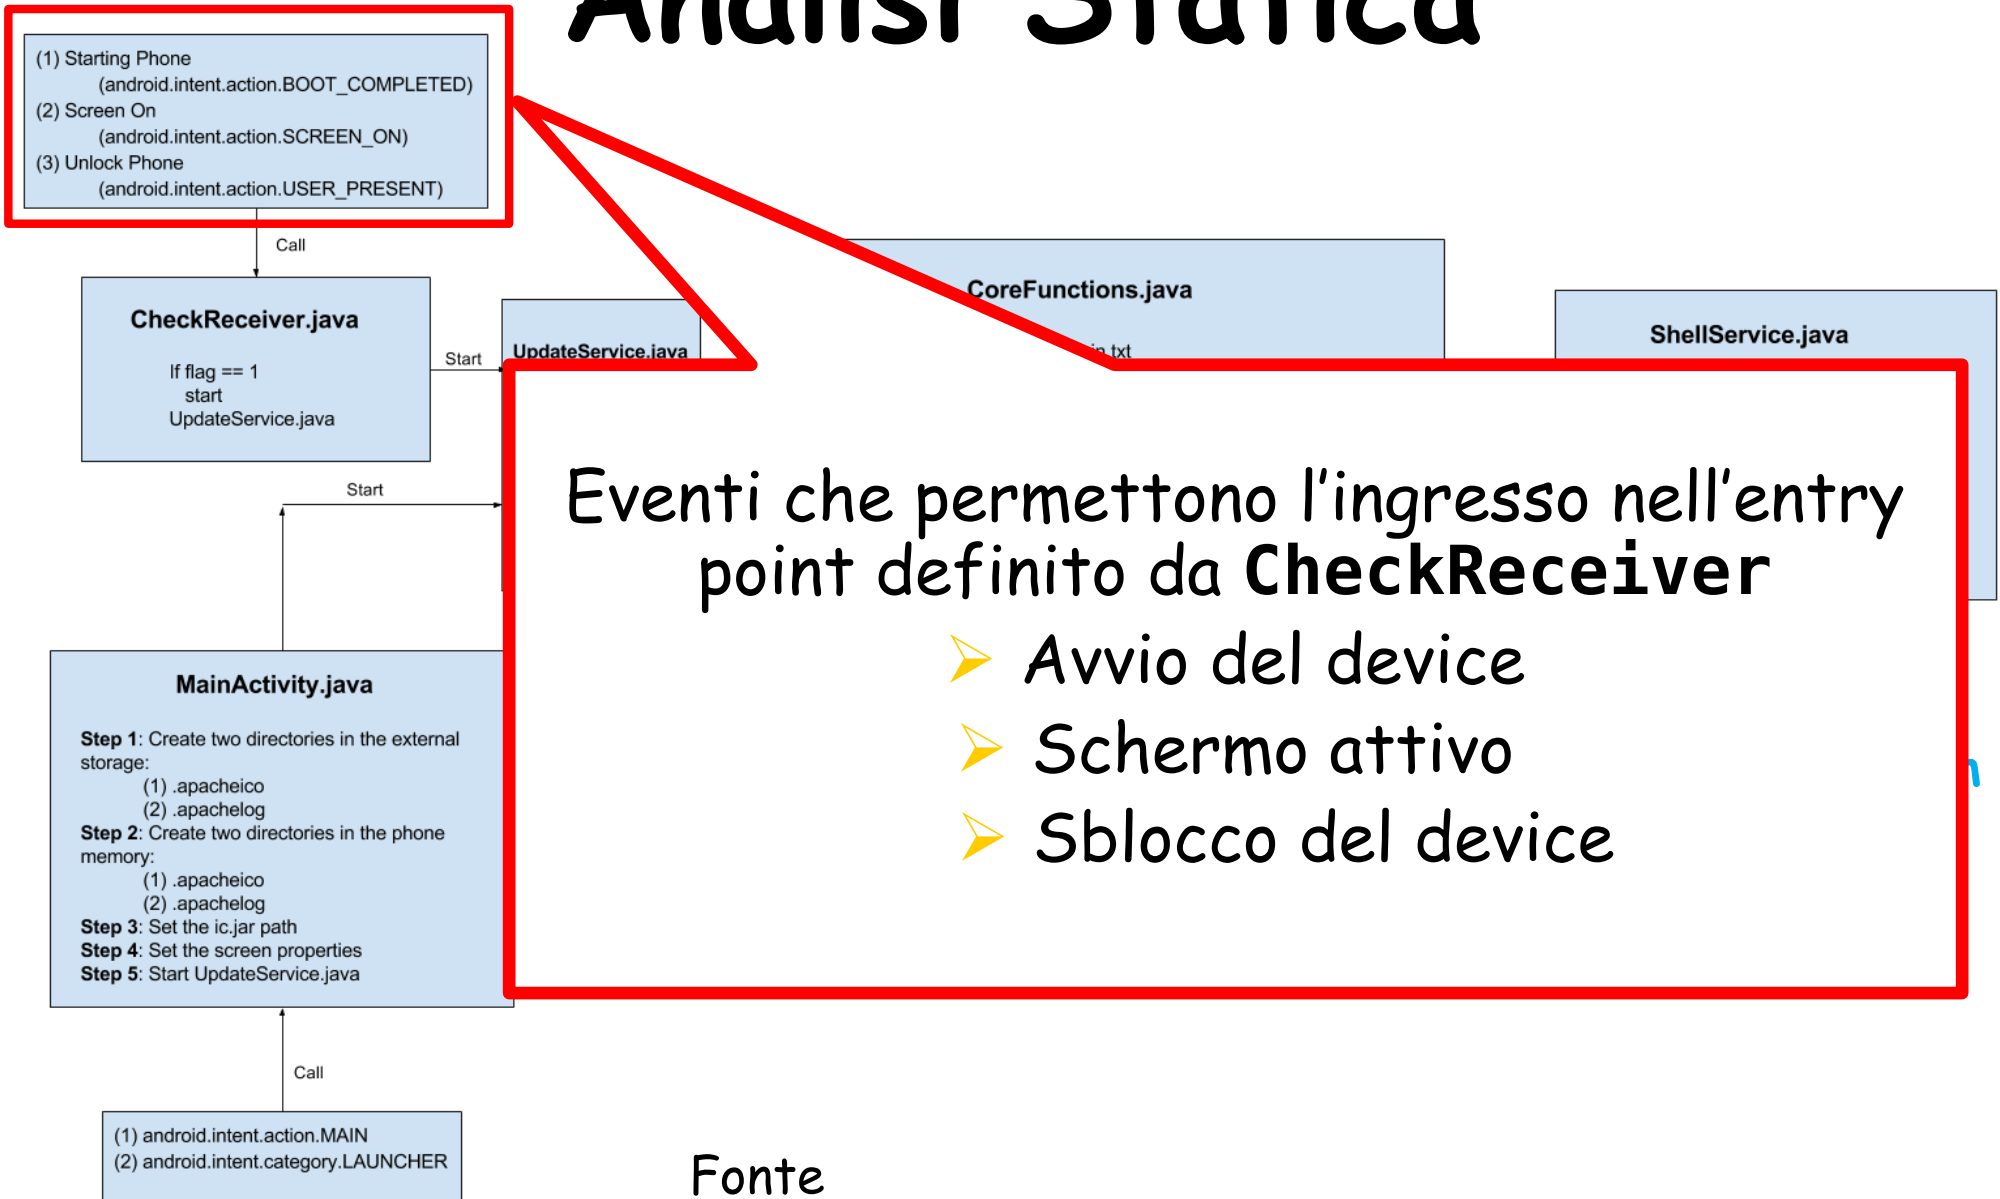 Analisi Statica
(1) Starting Phone
(android.intent.action.BOOT_COMPLETED)
(2) Screen On
(android.intent.action.SCREEN_ON)
(3) Unlock Phone
(android.intent.action.USER_PRESENT)
Call
CheckReceiver.java
If flag == 1
start
UpdateService.java
Start
UpdateService.java
CoreFunctions.java
txt
ShellService.java
Start
Eventi che permettono l'ingresso nell'entry
point definito da CheckReceiver
Avvio del device
Schermo attivo
Sblocco del device
MainActivity.java
Step 1: Create two directories in the external
storage:
(1) .apacheico
(2) .apachelog
Step 2: Create two directories in the phone
memory:
(1) .apacheico
(2) .apachelog
Step 3: Set the ic.jar path
Step 4: Set the screen properties
Step 5: Start UpdateService.java
Call
(1) android.intent.action.MAIN
(2) android.intent.category.LAUNCHER
Fonte